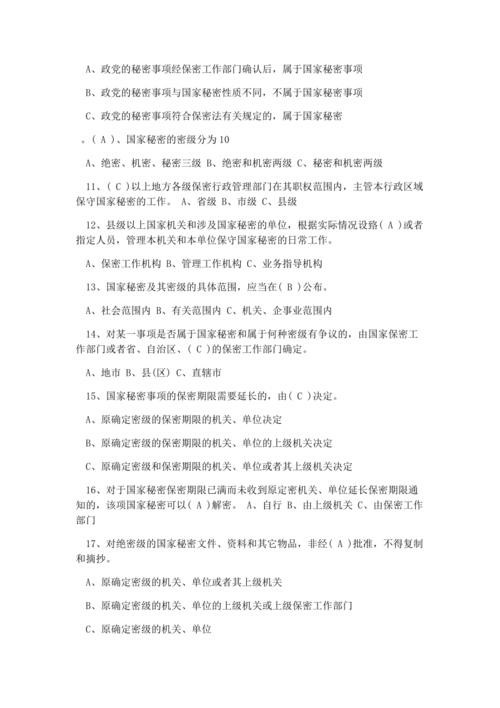 A、政党的秘密事项经保密工作部门确认后，属于国家秘密事项
B、政党的秘密事项与国家秘密性质不同，不属于国家秘密事项
C、政党的秘密事项符合保密法有关规定的，属于国家秘密
。( A )、国家秘密的密级分为10
A、绝密、机密、秘密三级 B、绝密和机密两级 C、秘密和机密两级
11、( C )以上地方各级保密行政管理部门在其职权范围内，主管本行政区域
保守国家秘密的工作。 A、省级 B、市级 C、县级
12、县级以上国家机关和涉及国家秘密的单位，根据实际情况设臵( A )或者
指定人员，管理本机关和本单位保守国家秘密的日常工作。
A、保密工作机构 B、管理工作机构 C、业务指导机构
13、国家秘密及其密级的具体范围，应当在( B )公布。
A、社会范围内 B、有关范围内 C、机关、企事业范围内
14、对某一事项是否属于国家秘密和属于何种密级有争议的，由国家保密工
作部门或者省、自治区、( C )的保密工作部门确定。
A、地市 B、县(区) C、直辖市
15、国家秘密事项的保密期限需要延长的，由( C )决定。
A、原确定密级的保密期限的机关、单位决定
B、原确定密级的保密期限的机关、单位的上级机关决定
C、原确定密级和保密期限的机关、单位或者其上级机关决定
16、对于国家秘密保密期限已满而未收到原定密机关、单位延长保密期限通
知的，该项国家秘密可以( A )解密。 A、自行 B、由上级机关 C、由保密工作
部门
17、对绝密级的国家秘密文件、资料和其它物品，非经( A )批准，不得复制
和摘抄。
A、原确定密级的机关、单位或者其上级机关
B、原确定密级的机关、单位的上级机关或上级保密工作部门
C、原确定密级的机关、单位